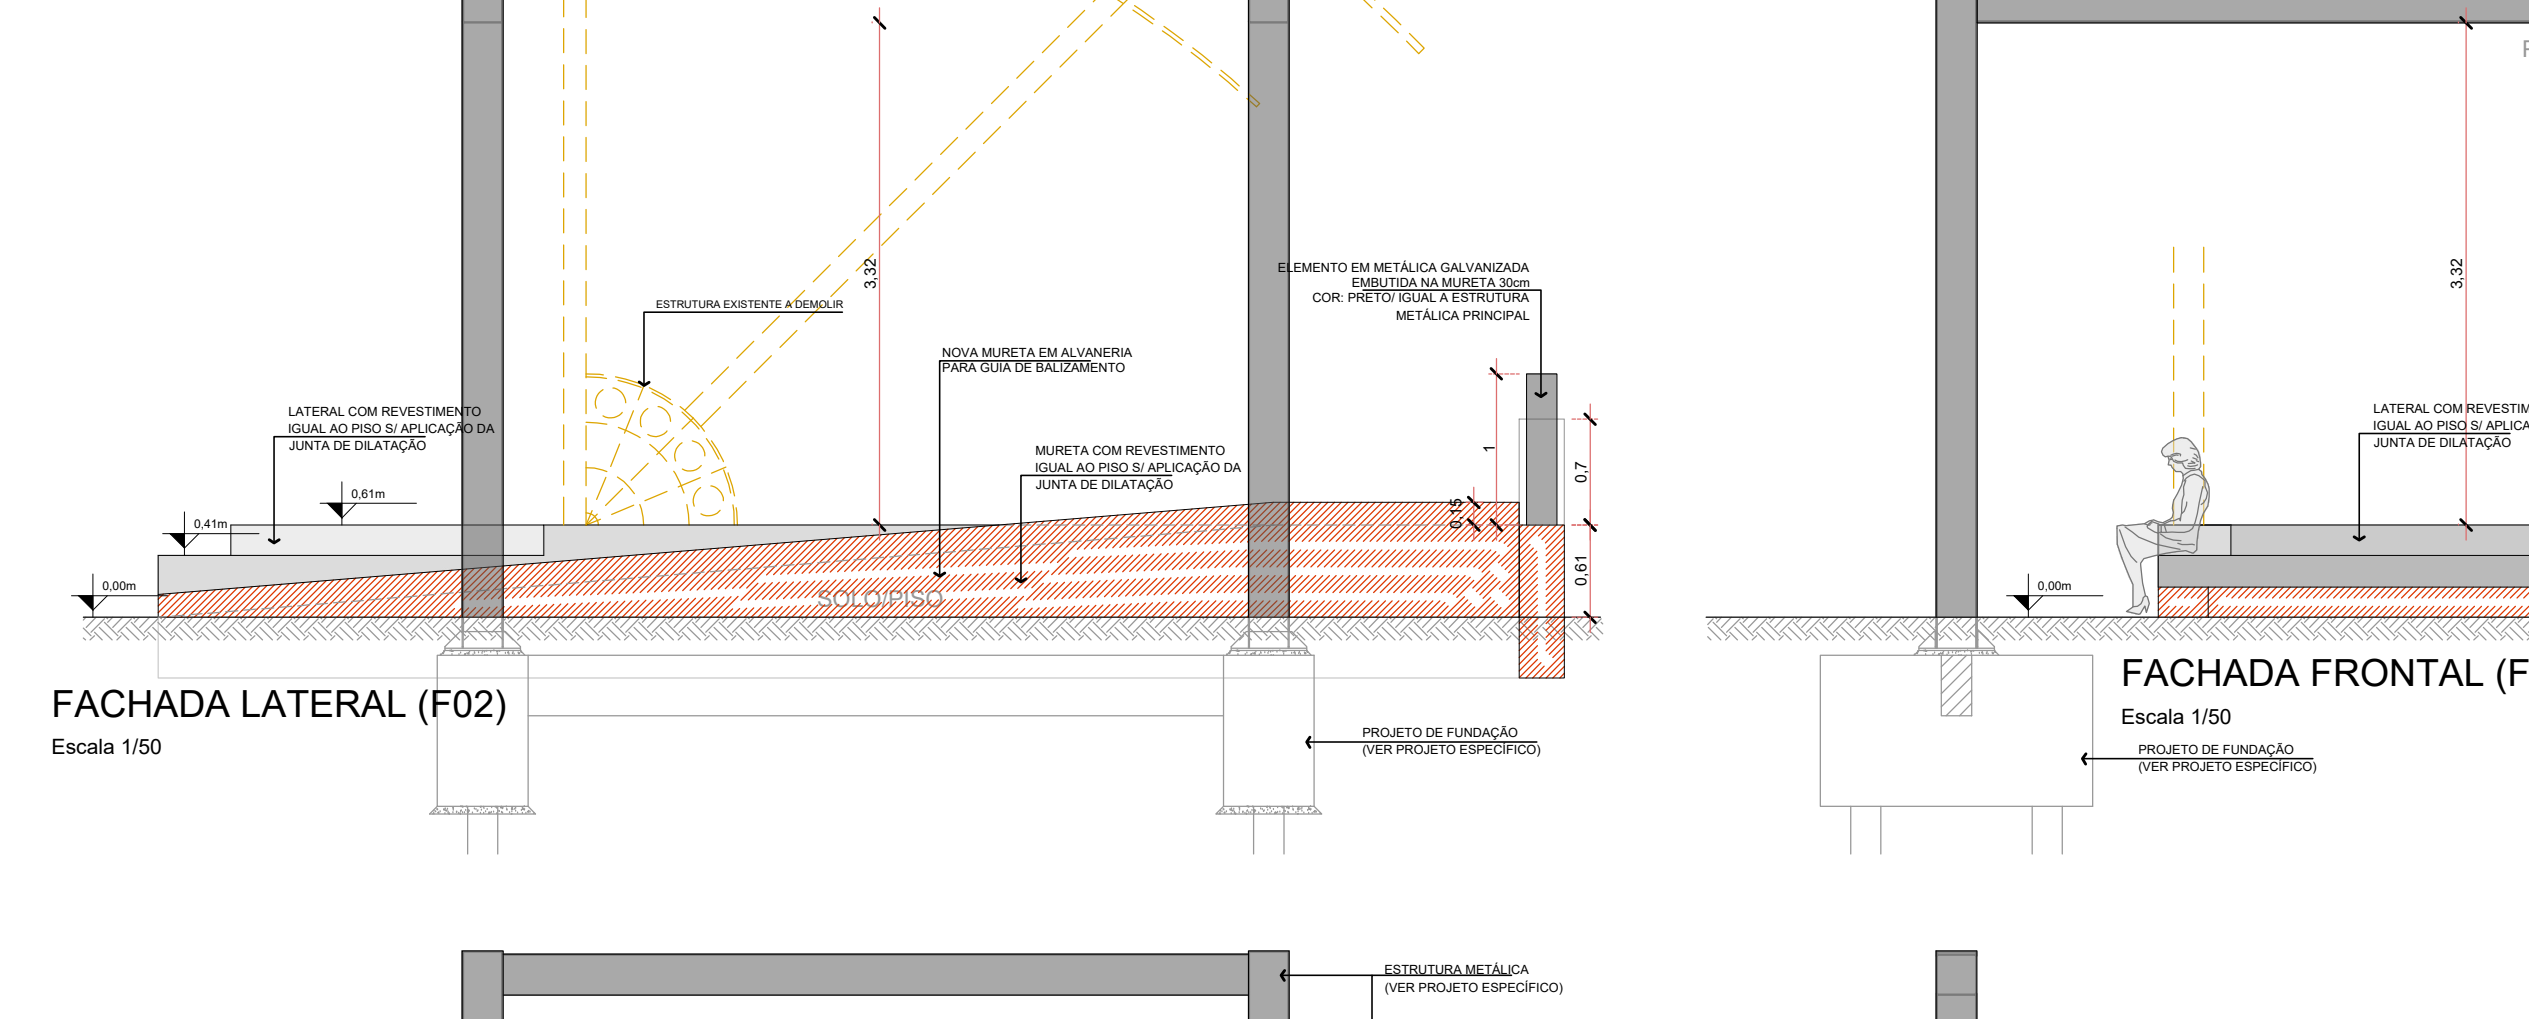 3,32
ESTRUTURA EXISTENTE A DEMOLIR
ELEMENTO EM METÁLICA GALVANIZADA
EMBUTIDA NA MURETA 30cm
COR: PRETO/ IGUAL A ESTRUTURA
METÁLICA PRINCIPAL
NOVA MURETA EM ALVANERIA
PARA GUIA DE BALIZAMENTO
LATERAL COM REVESTIMENTO
IGUAL AO PISO S/ APLICAÇÃO DA
JUNTA DE DILATAÇÃO
MURETA COM REVESTIMENTO
IGUAL AO PISO S/ APLICAÇÃO DA
JUNTA DE DILATAÇÃO
1
0,7
0,15
0,61
0,61m
0,41m
0,00m
SOLO/PISO
FACHADA LATERAL (F02)
Escala 1/50
PROJETO DE FUNDAÇÃO
(VER PROJETO ESPECÍFICO)
3,32
LATERAL COM REVESTIM
IGUAL AO PISO S/ APLICA
JUNTA DE DILATAÇÃO
0,00m
FACHADA FRONTAL (F
Escala 1/50
PROJETO DE FUNDAÇÃO
(VER PROJETO ESPECÍFICO)
ESTRUTURA METÁLICA
(VER PROJETO ESPECÍFICO)